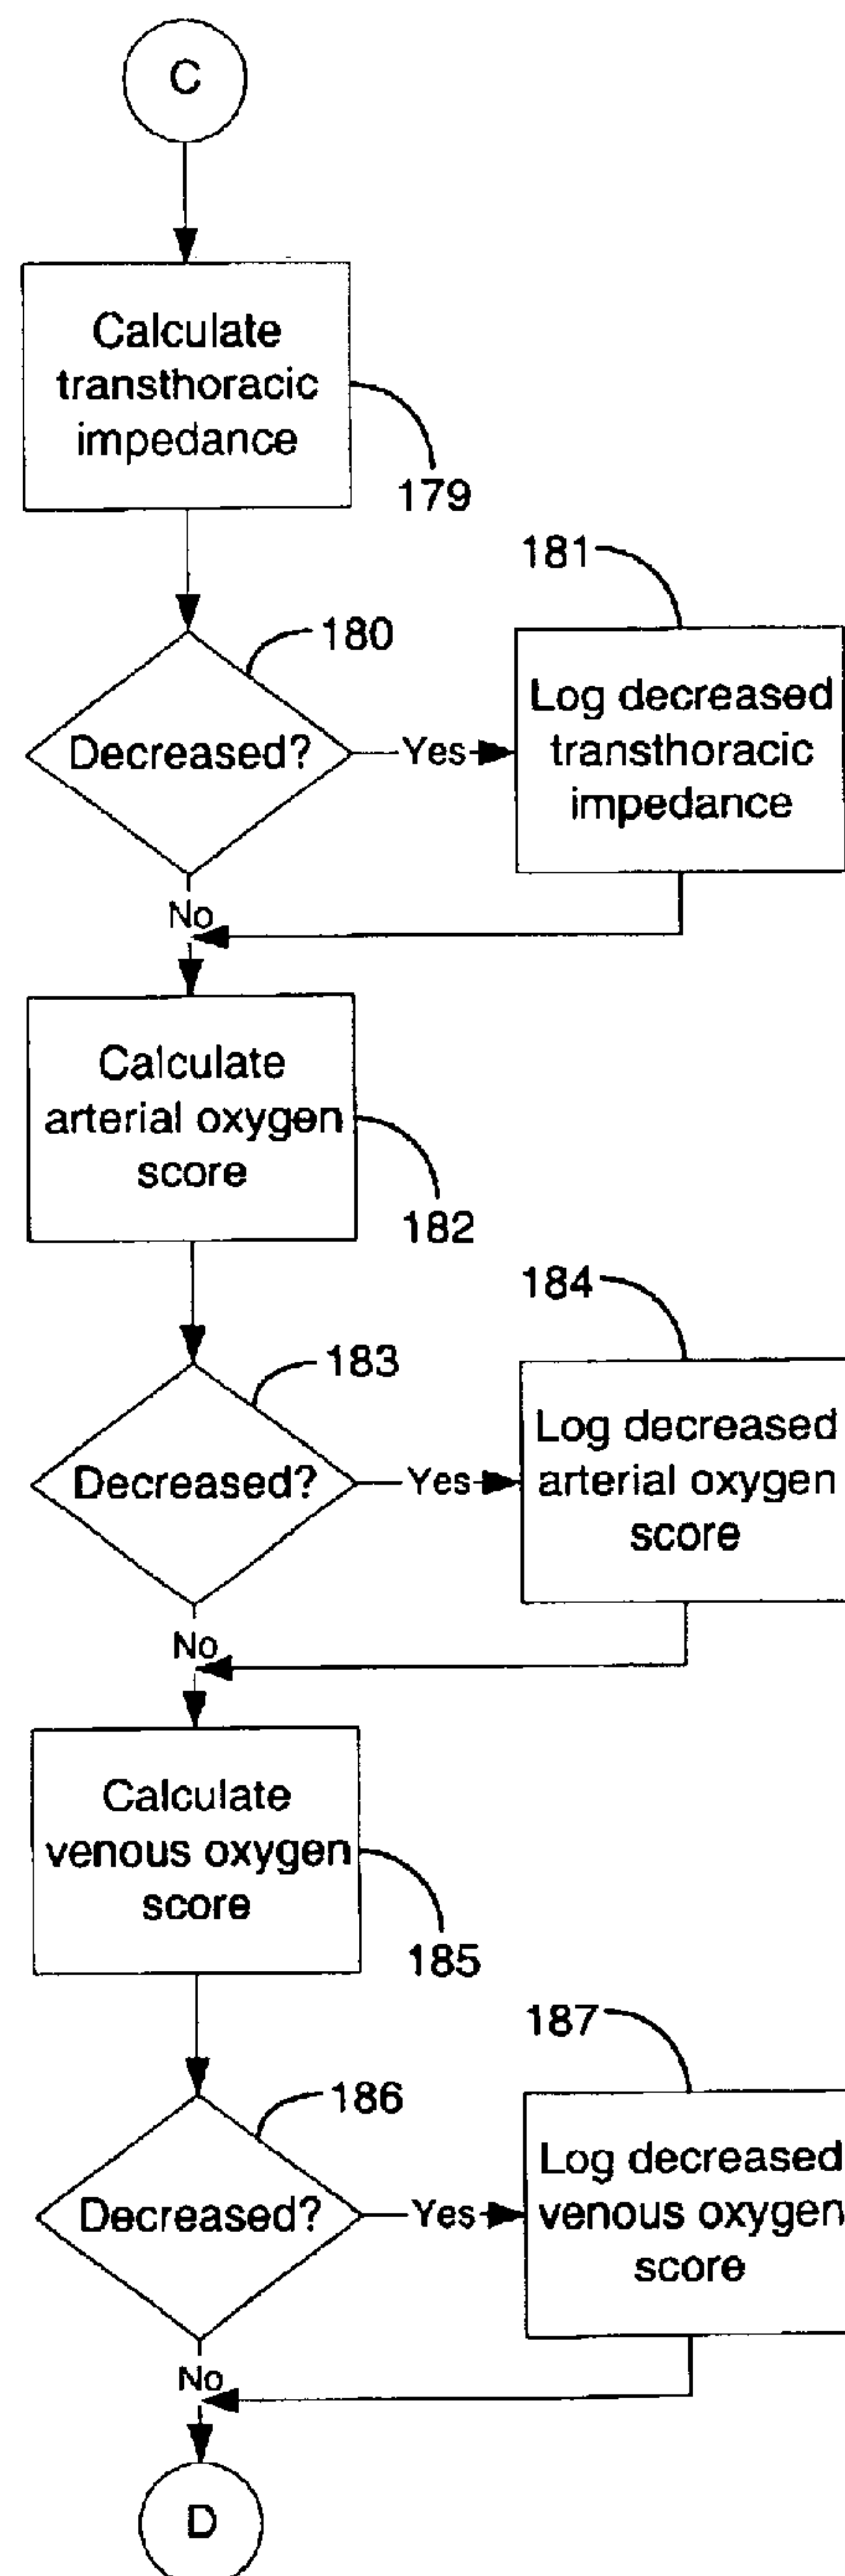 C
Calculate
transthoracic
impedance
179
180
181
Decreased?
Yes
Log decreased
transthoracic
impedance
No
Calculate
arterial oxygen
score
182
183
184
Decreased?
Yes
Log decreased
arterial oxygen
score
No
Calculate
venous oxygen
score
185
186
187
Decreased?
Yes
Log decreased
venous oxygen
score
No
D